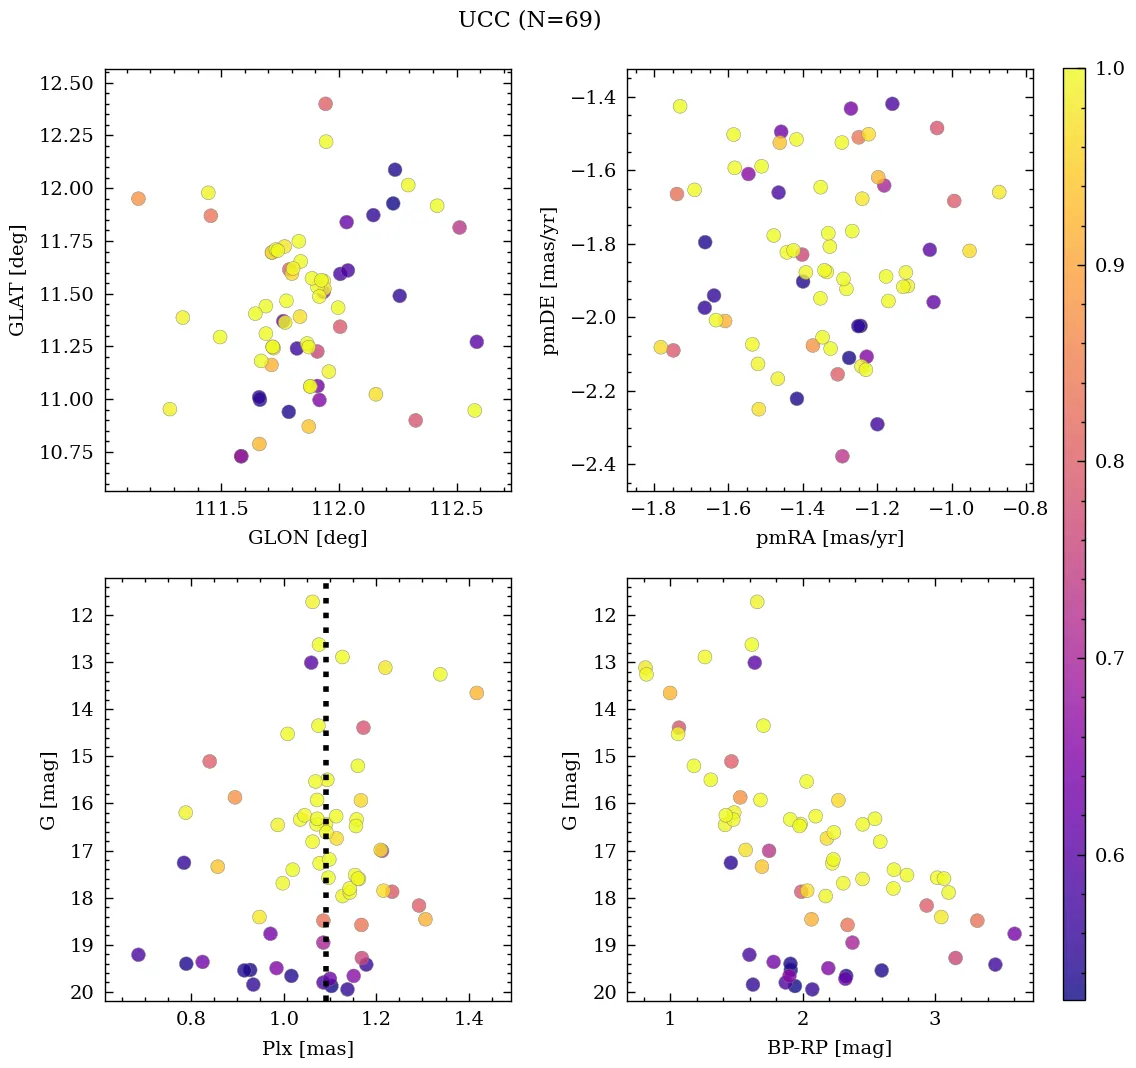 UCC (N=69)
12.50
12.25
12.00
11.75
11.50
11.25
11.00
10.75
GLAT [deg]
111.5 112.0 112.5
GLON [deg]
−1.4
−1.6
−1.8
−2.0
−2.2
−2.4
pmDE [mas/yr]
−1.8 −1.6 −1.4 −1.2 −1.0 −0.8
pmRA [mas/yr]
12
13
14
15
16
17
18
19
20
G [mag]
0.8 1.0 1.2 1.4
Plx [mas]
12
13
14
15
16
17
18
19
20
G [mag]
1 2 3
BP-RP [mag]
1.0
0.9
0.8
0.7
0.6